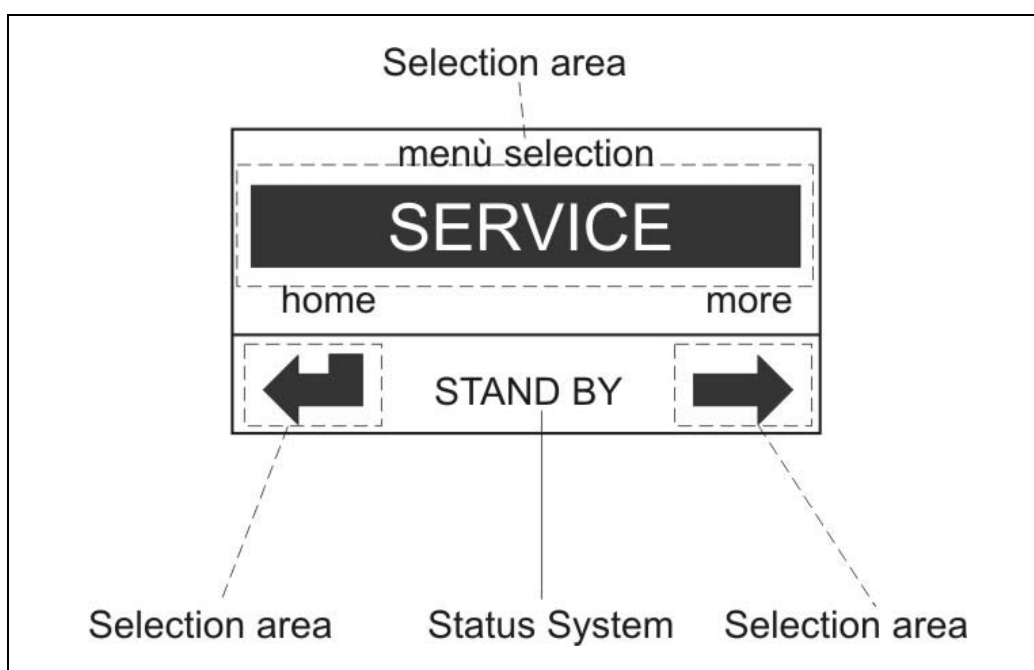 Selection area
menù selection
SERVICE
home more
STAND BY
Selection area Status System Selection area